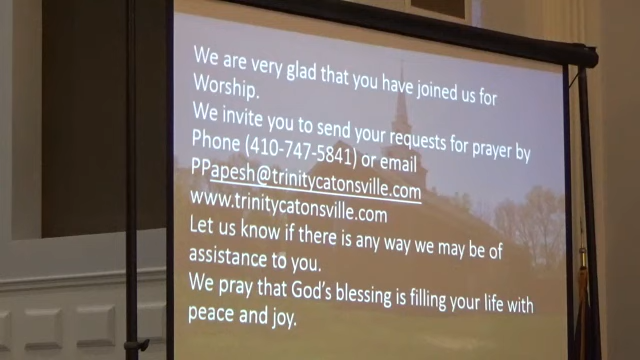 We are very glad that you have joined us for
Worship.
We invite you to send your requests for prayer by
Phone (410-747-5841) or email
PPapesh@trinitycatonsville.com
www.trinitycatonsville.com
Let us know if there is any way we may be of
assistance to you.
We pray that God's blessing is filling your life with
peace and joy.